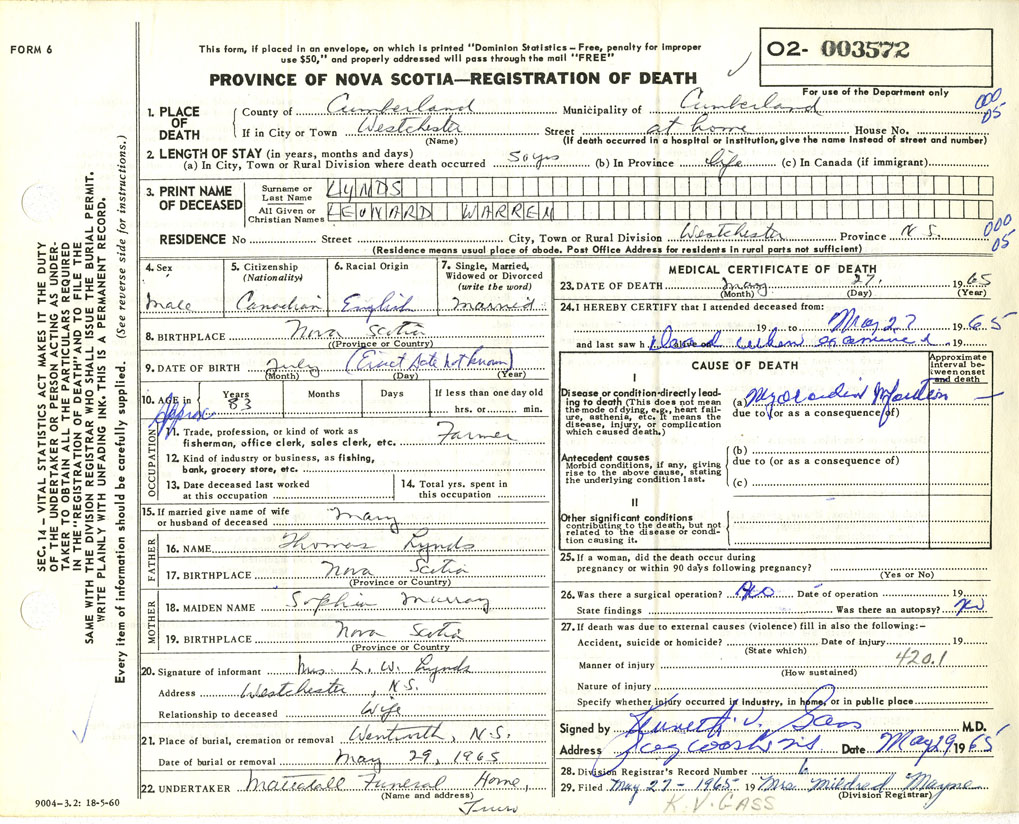 FORM 6
This form, if placed in an envelope, on which is printed "Dominion Statistics – Free, penalty for improper
use $50," and properly addressed will pass through the mail "FREE"
O2- 003572
For use of the Department only
PROVINCE OF NOVA SCOTIA—REGISTRATION OF DEATH
000
05
1. PLACE OF DEATH
County of Cumberland Municipality of Cumberland
If in City or Town Westchester Street at home House No.
(Name) (If death occurred in a hospital or institution, give the name instead of street and number)
2. LENGTH OF STAY (in years, months and days)
(a) In City, Town or Rural Division where death occurred 50 yrs (b) In Province life (c) In Canada (if immigrant)
3. PRINT NAME OF DECEASED
Surname or Last Name LYNDS
All Given or Christian Names LEONARD WARREN
RESIDENCE No Street City, Town or Rural Division Westchester Province N.S.
000
05
(Residence means usual place of abode. Post Office Address for residents in rural parts not sufficient)
4. Sex Male
5. Citizenship (Nationality) Canadian
6. Racial Origin English
7. Single, Married, Widowed or Divorced (write the word) Married
8. BIRTHPLACE Nova Scotia
(Province or Country)
9. DATE OF BIRTH July (Exact date not known)
(Month) (Day) (Year)
10. AGE in Approx Years 83 Months Days If less than one day old
hrs. or min.
OCCUPATION
11. Trade, profession, or kind of work as
fisherman, office clerk, sales clerk, etc. Farmer
12. Kind of industry or business, as fishing,
bank, grocery store, etc.
13. Date deceased last worked
at this occupation
14. Total yrs. spent in
this occupation
15. If married give name of wife
or husband of deceased Mary
FATHER
16. NAME Thomas Lynds
17. BIRTHPLACE Nova Scotia
(Province or Country)
MOTHER
18. MAIDEN NAME Sophia Murray
19. BIRTHPLACE Nova Scotia
(Province or Country
20. Signature of informant Mrs. L. W. Lynds
Address Westchester, N.S.
Relationship to deceased Wife
21. Place of burial, cremation or removal Wentworth, N.S.
Date of burial or removal May 29, 1965
22. UNDERTAKER Mattatall Funeral Home,
(Name and address)
Truro
9004-3.2: 18-5-60
MEDICAL CERTIFICATE OF DEATH
23. DATE OF DEATH May 27. 1965
(Month) (Day) (Year)
24. I HEREBY CERTIFY that I attended deceased from:
19 to May 27 1965
and last saw h alive on Dead when examined 19
CAUSE OF DEATH
Approximate interval between onset and death
I
Disease or condition directly leading to death (This does not mean the mode of dying, e.g., heart failure, asthenia, etc. It means the disease, injury, or complication which caused death.)
(a)
due to (or as a consequence of)
Antecedent causes
Morbid conditions, if any, giving rise to the above cause, stating the underlying condition last.
(b)
due to (or as a consequence of)
(c)
II
Other significant conditions
contributing to the death, but not related to the disease or condition causing it.
25. If a woman, did the death occur during
pregnancy or within 90 days following pregnancy?
(Yes or No)
26. Was there a surgical operation? No Date of operation 19
State findings Was there an autopsy? No
27. If death was due to external causes (violence) fill in also the following:–
Accident, suicide or homicide? Date of injury 19
(State which)
420.1
Manner of injury
(How sustained)
Nature of injury
Specify whether injury occurred in industry, in home, or in public place
Signed by Kenneth V. Gass M.D.
Address Date May 29 1965
28. Division Registrar's Record Number 6
29. Filed May 27 - 1965 19 Mrs. Mildred Mayne
(Division Registrar)
K. V. GASS
SEC. 14 – VITAL STATISTICS ACT MAKES IT THE DUTY
OF THE UNDERTAKER OR PERSON ACTING AS UNDER-
TAKER TO OBTAIN ALL THE PARTICULARS REQUIRED
IN THE "REGISTRATION OF DEATH" AND TO FILE THE
SAME WITH THE DIVISION REGISTRAR WHO SHALL ISSUE THE BURIAL PERMIT.
WRITE PLAINLY WITH UNFADING INK. THIS IS A PERMANENT RECORD.
Every item of information should be carefully supplied. (See reverse side for instructions.)